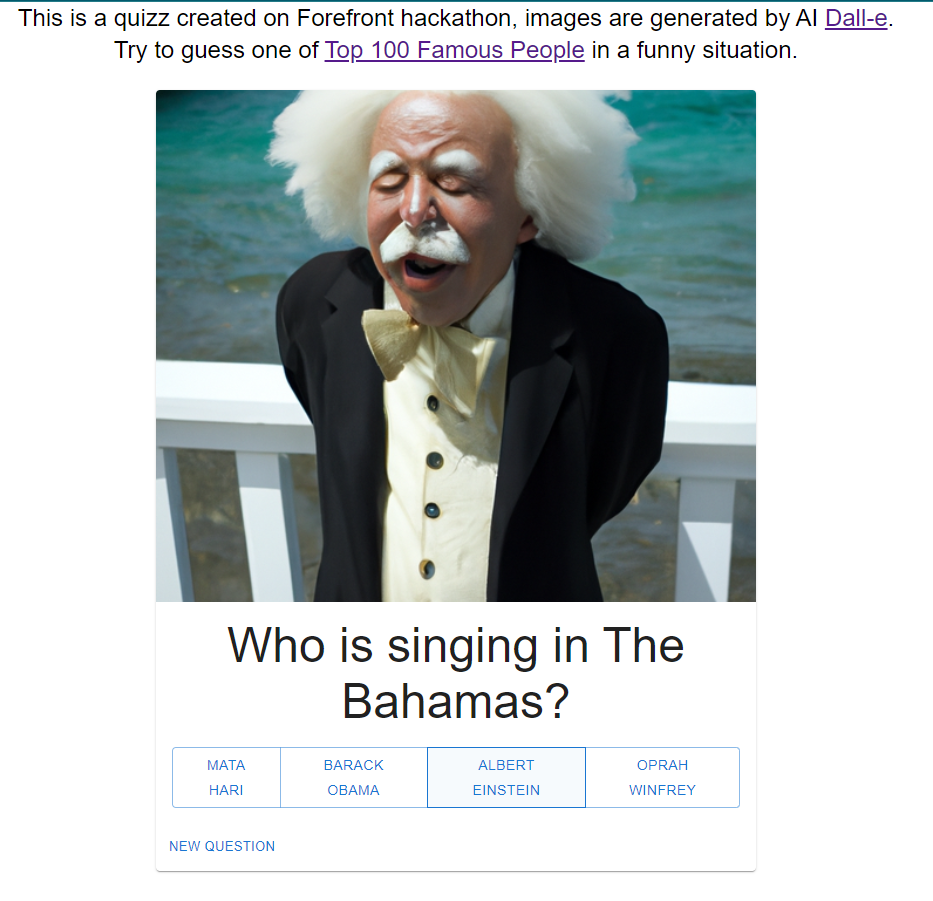 This is a quizz created on Forefront hackathon, images are generated by AI Dall-e.
Try to guess one of Top 100 Famous People in a funny situation.
Who is singing in The
Bahamas?
MATA
HARI
BARACK
OBAMA
ALBERT
EINSTEIN
OPRAH
WINFREY
NEW QUESTION